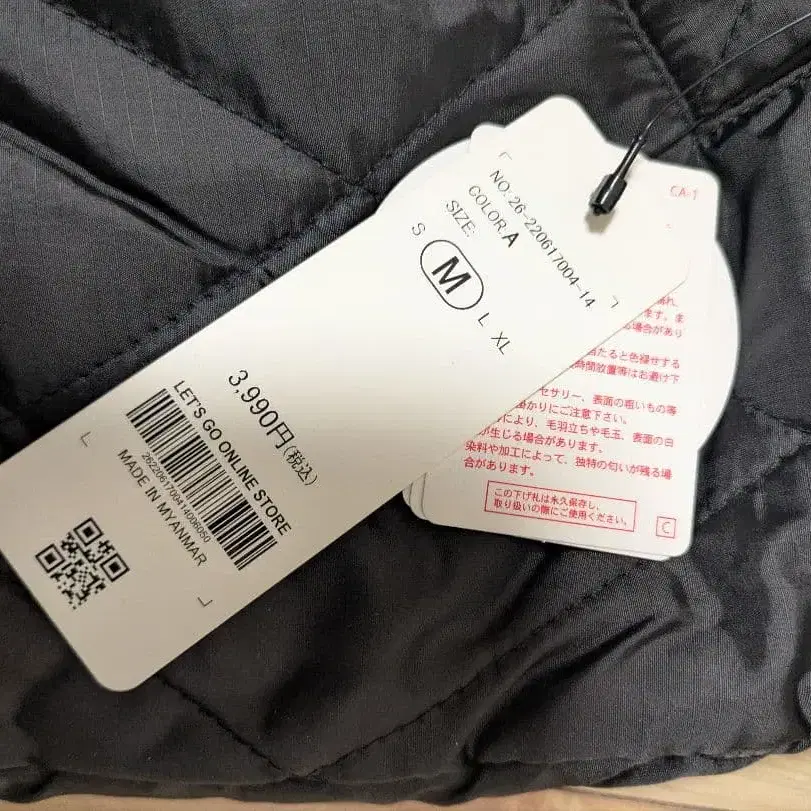 NO. 26-220617004-14
COLOR. A
SIZE:
S M L XL
3,990円(税込)
LET'S GO ONLINE STORE
2622061700414006050
MADE IN MYANMAR
CA-1
ます。ま
場合があり
当たると色褪せする
時間放置等はお避け下
セサリー、表面の粗いもの等
掛かりにご注意下さい。
により、毛羽立ちや毛玉、表面の白
が生じる場合があります。
染料や加工によって、独特の匂いが残る場
合があります。
この下げ札は永久保存し、
取り扱いの際にご使用ください。
C